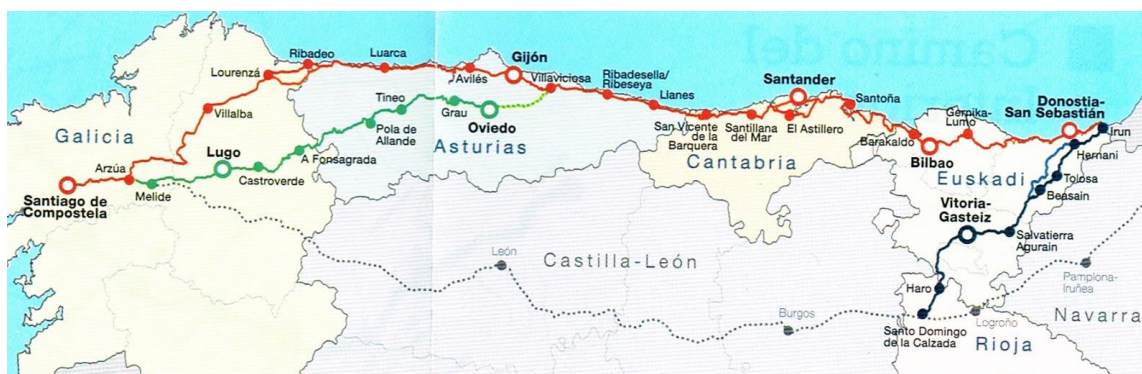 Camino del
Ribadeo
Luarca
Gijón
Lourenzá
Avilés
Villaviciosa
Ribadesella/
Ribeseya
Santander
Tineo
Llanes
Santoña
Donostia-
San Sebastián
Villalba
Grau
Gernika-
Lumo
Irun
Galicia
Oviedo
Pola de
Allande
San Vicente
de la
Barquera
Santillana
del Mar
El Astillero
Barakaldo
Bilbao
Hernani
Lugo
Asturias
Cantabria
Arzúa
A Fonsagrada
Euskadi
Tolosa
Castroverde
Beasain
Melide
Santiago de
Compostela
Vitoria-
Gasteiz
Salvatierra
Agurain
León
Castilla-León
Pamplona-
Iruñea
Haro
Burgos
Logroño
Navarra
Santo Domingo
de la Calzada
Rioja